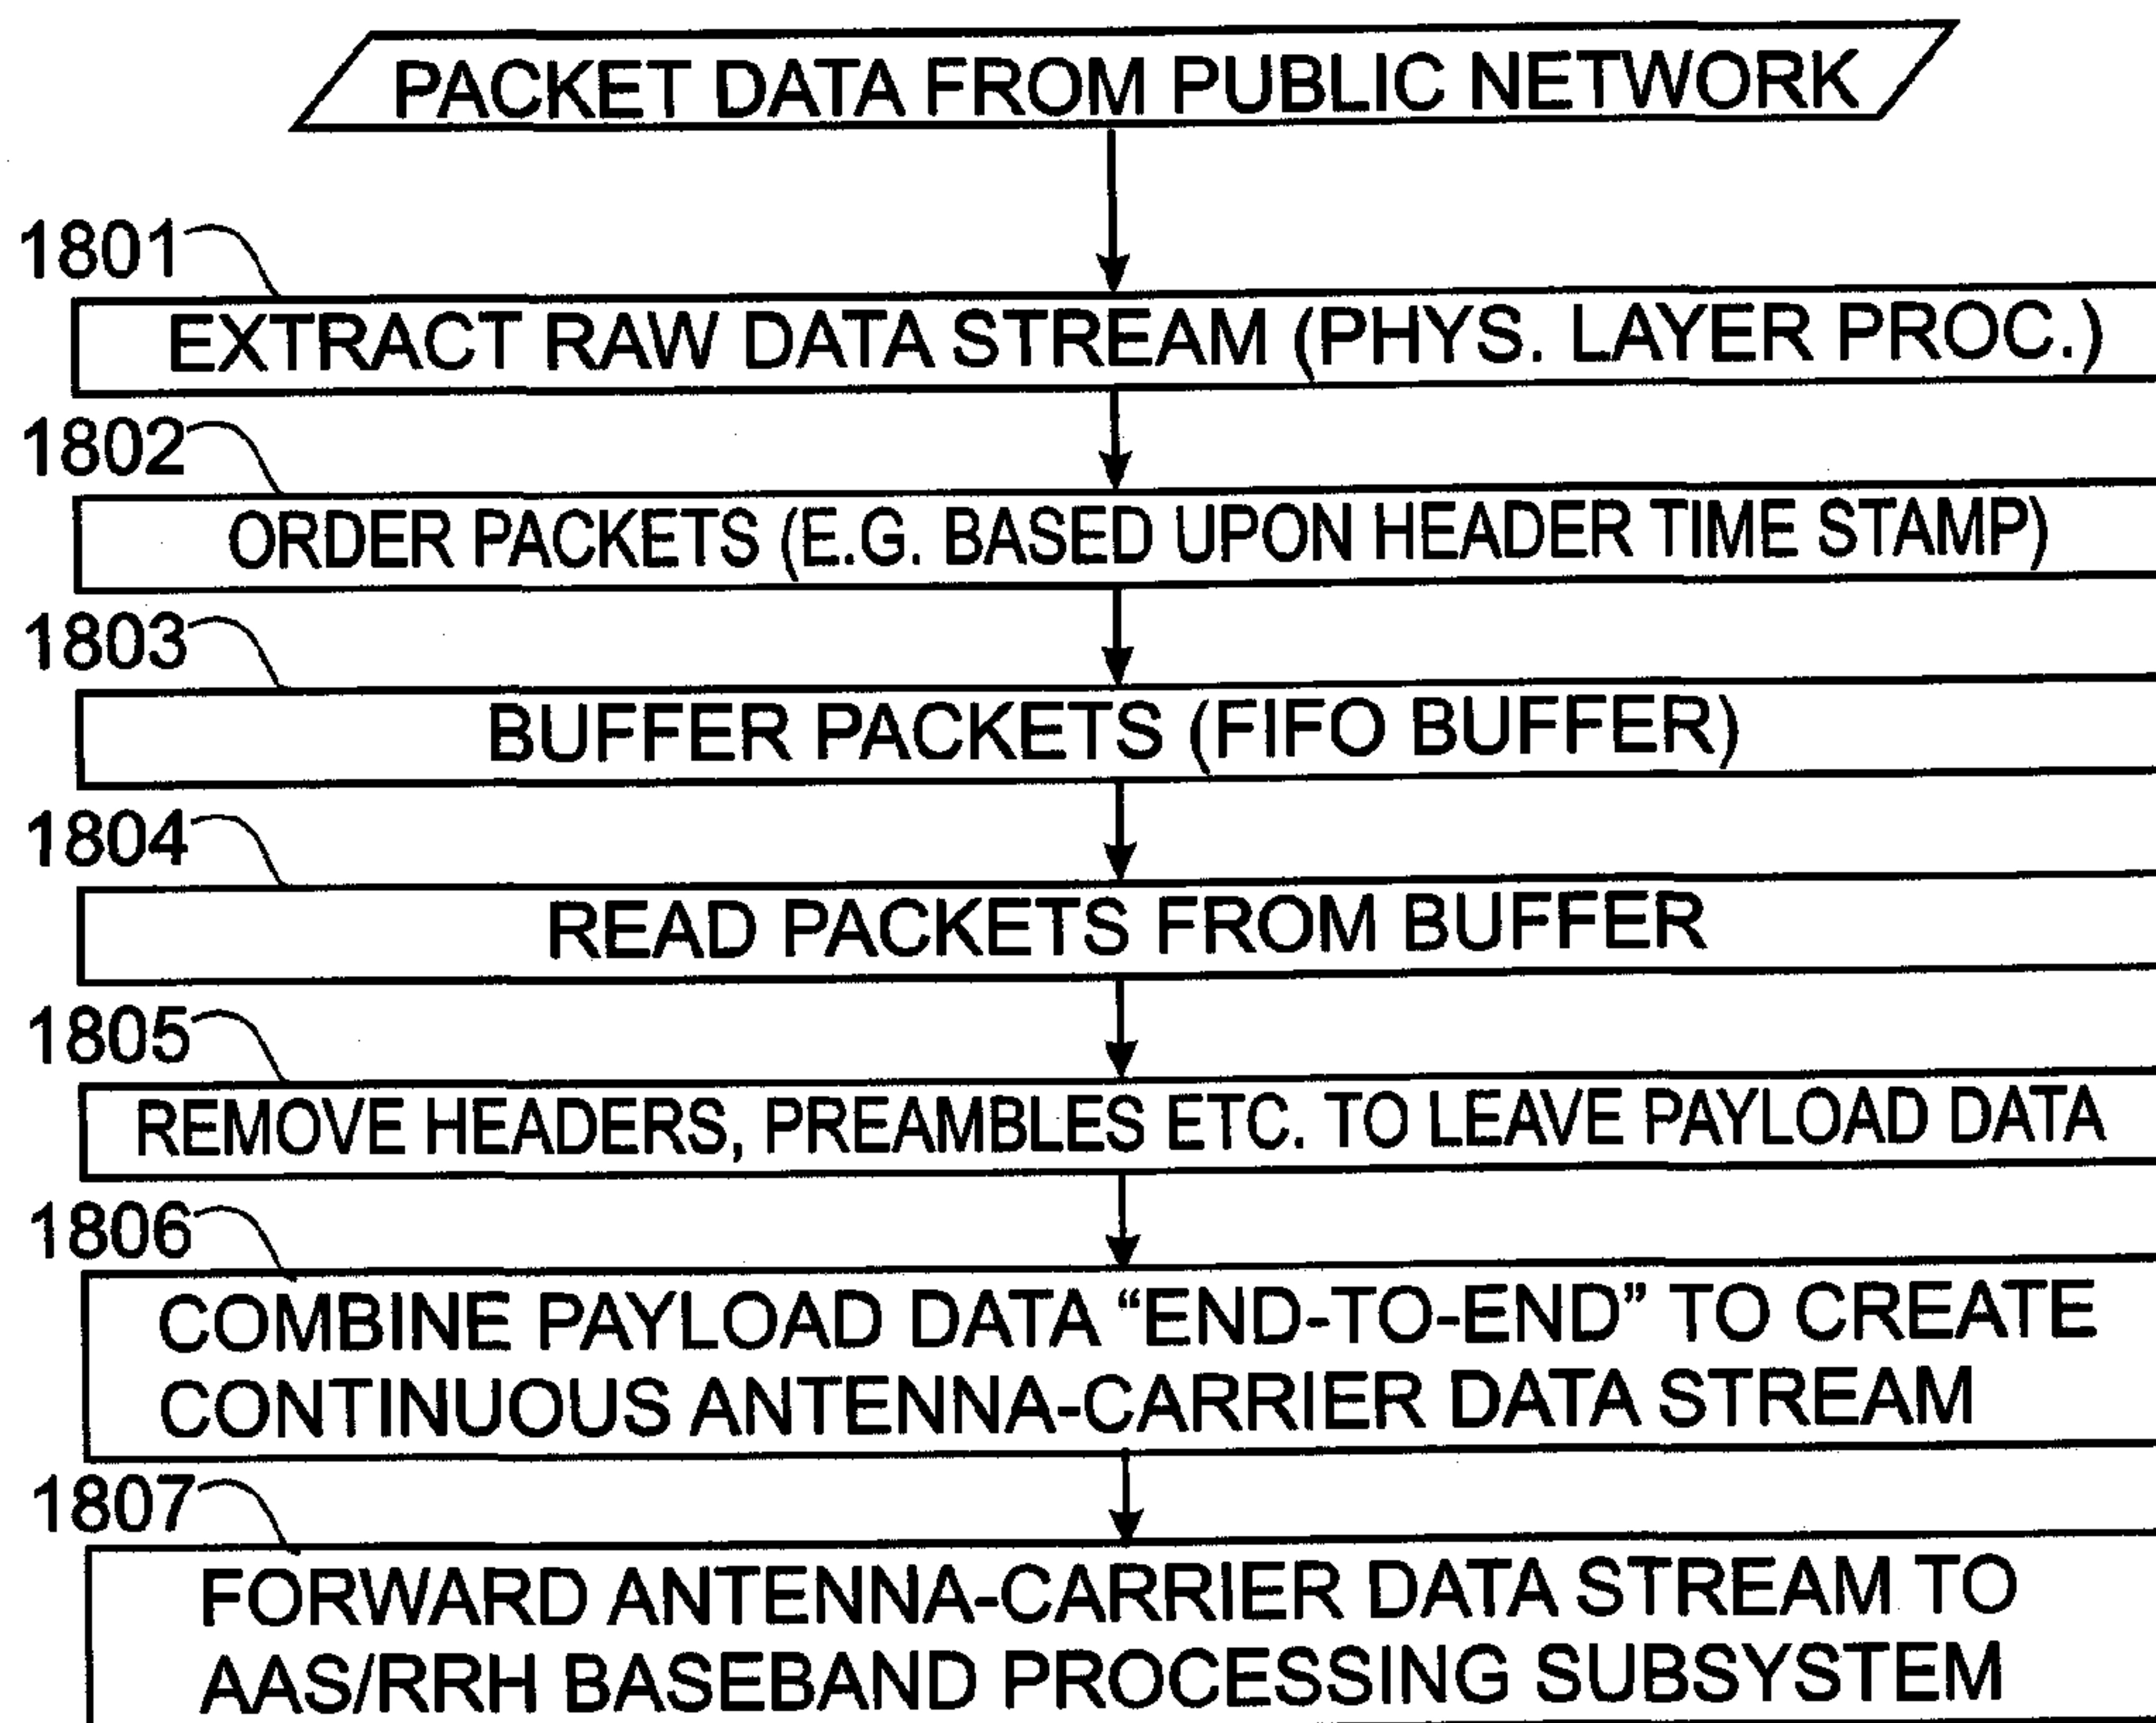 PACKET DATA FROM PUBLIC NETWORK
1801
EXTRACT RAW DATA STREAM (PHYS. LAYER PROC.)
1802
ORDER PACKETS (E.G. BASED UPON HEADER TIME STAMP)
1803
BUFFER PACKETS (FIFO BUFFER)
1804
READ PACKETS FROM BUFFER
1805
REMOVE HEADERS, PREAMBLES ETC. TO LEAVE PAYLOAD DATA
1806
COMBINE PAYLOAD DATA “END-TO-END” TO CREATE
CONTINUOUS ANTENNA-CARRIER DATA STREAM
1807
FORWARD ANTENNA-CARRIER DATA STREAM TO
AAS/RRH BASEBAND PROCESSING SUBSYSTEM